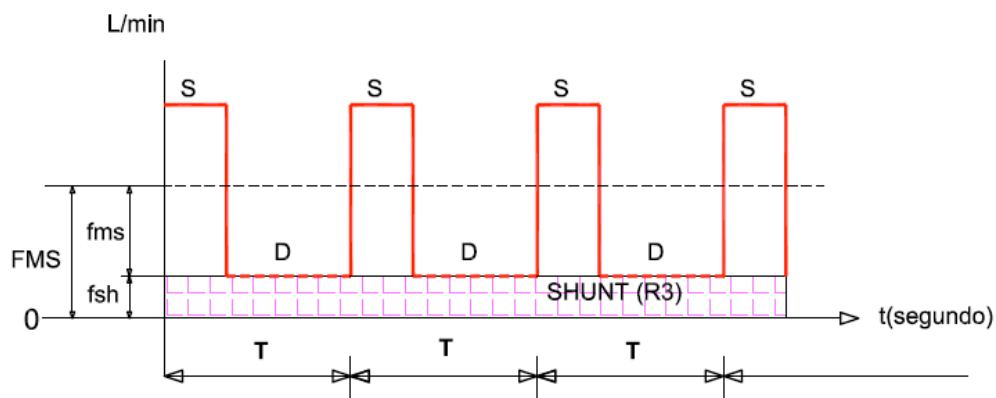 L/min
S S S S
fms
D D D
FMS
fsh
SHUNT (R3)
0
t(segundo)
T T T